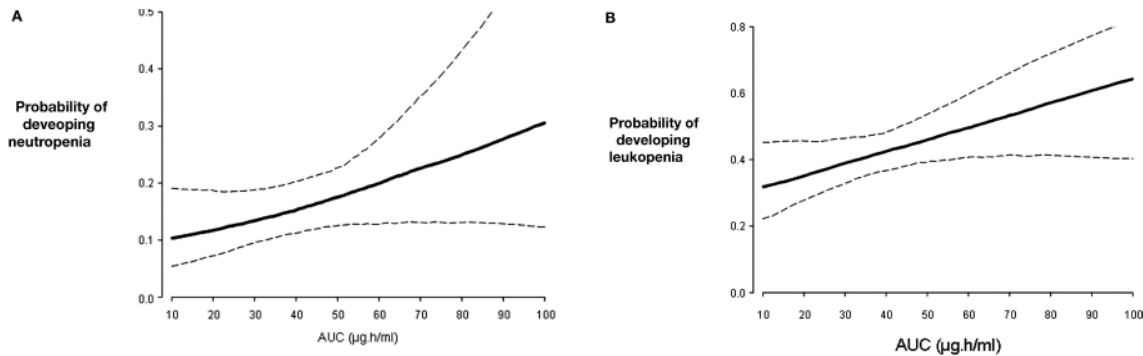 A
Probability of
deveoping
neutropenia
0.5
0.4
0.3
0.2
0.1
0.0
10 20 30 40 50 60 70 80 90 100
AUC (µg.h/ml)
B
Probability of
developing
leukopenia
0.8
0.6
0.4
0.2
0.0
10 20 30 40 50 60 70 80 90 100
AUC (µg.h/ml)